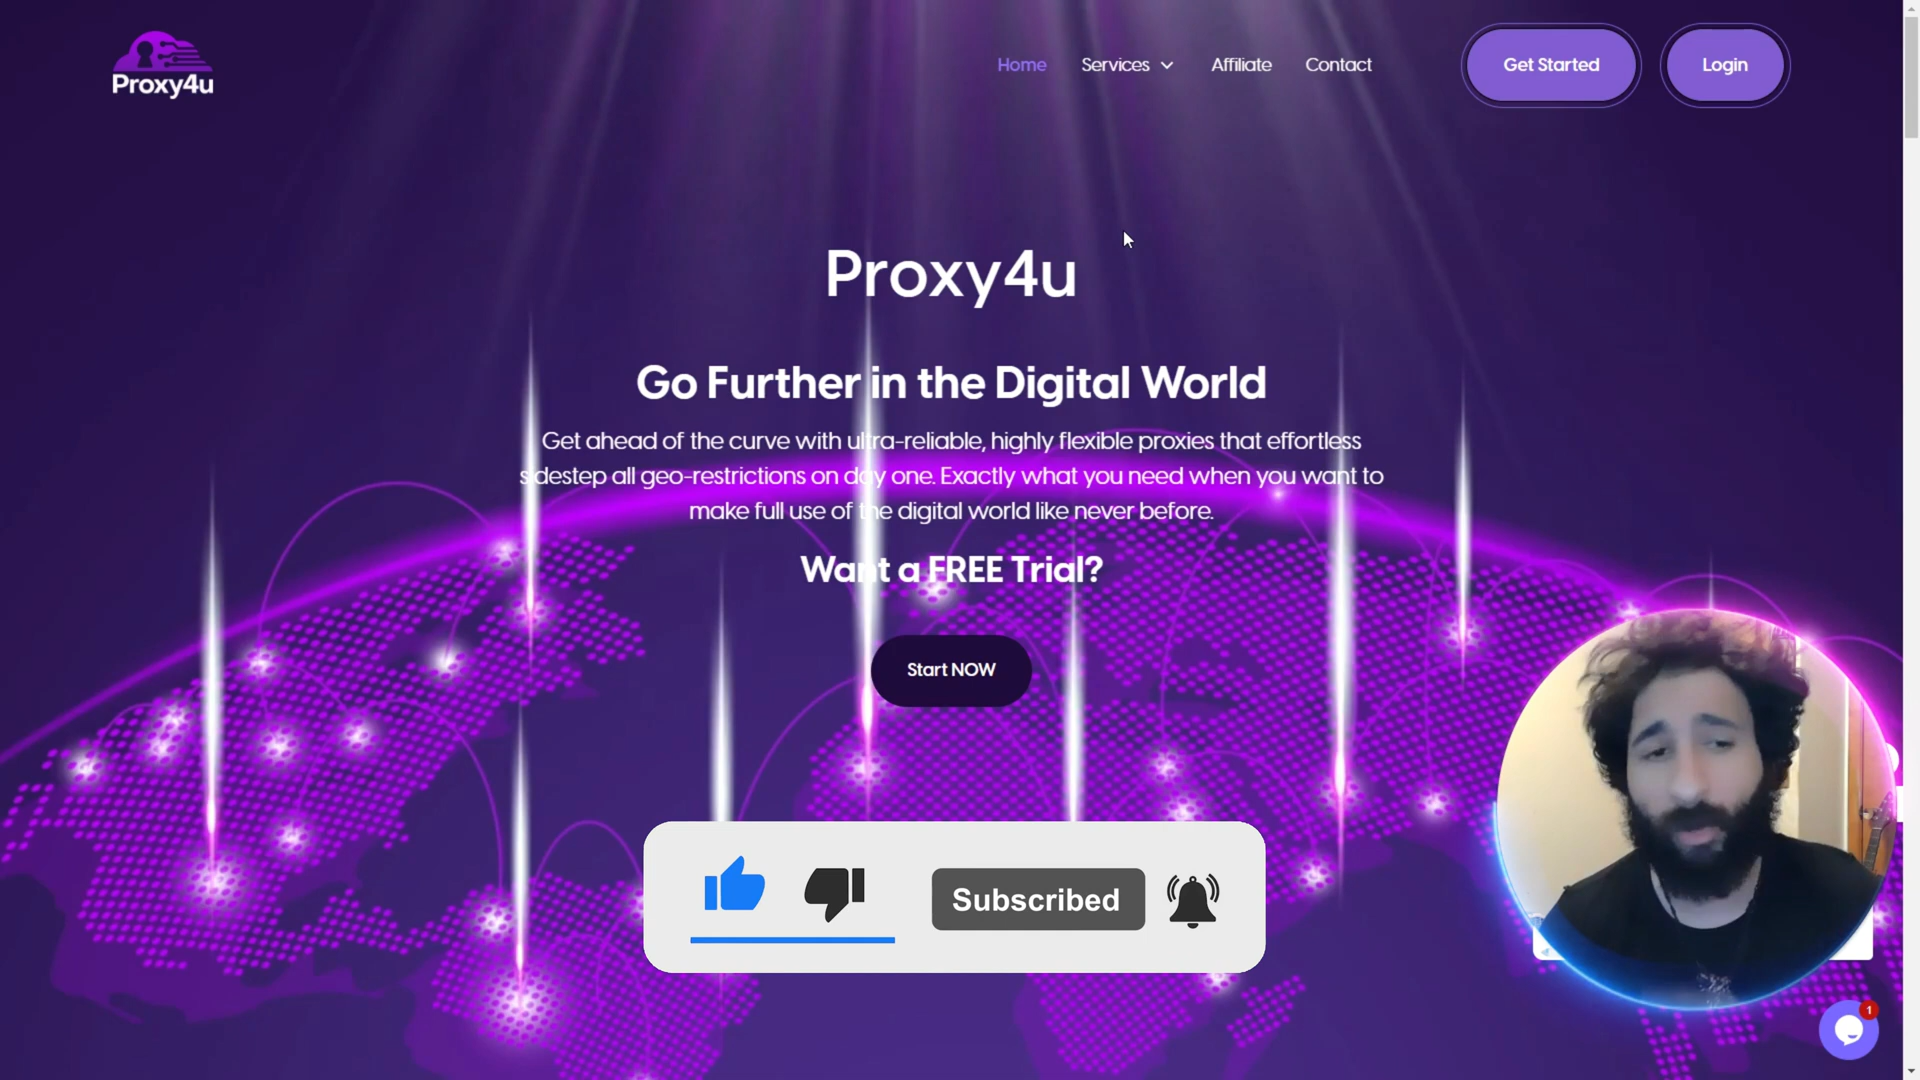 Proxy4u
Home Services Affiliate Contact Get Started Login
Proxy4u
Go Further in the Digital World
Get ahead of the curve with ultra-reliable, highly flexible proxies that effortless
sidestep all geo-restrictions on day one. Exactly what you need when you want to
make full use of the digital world like never before.
Want a FREE Trial?
Start NOW
Subscribed
1